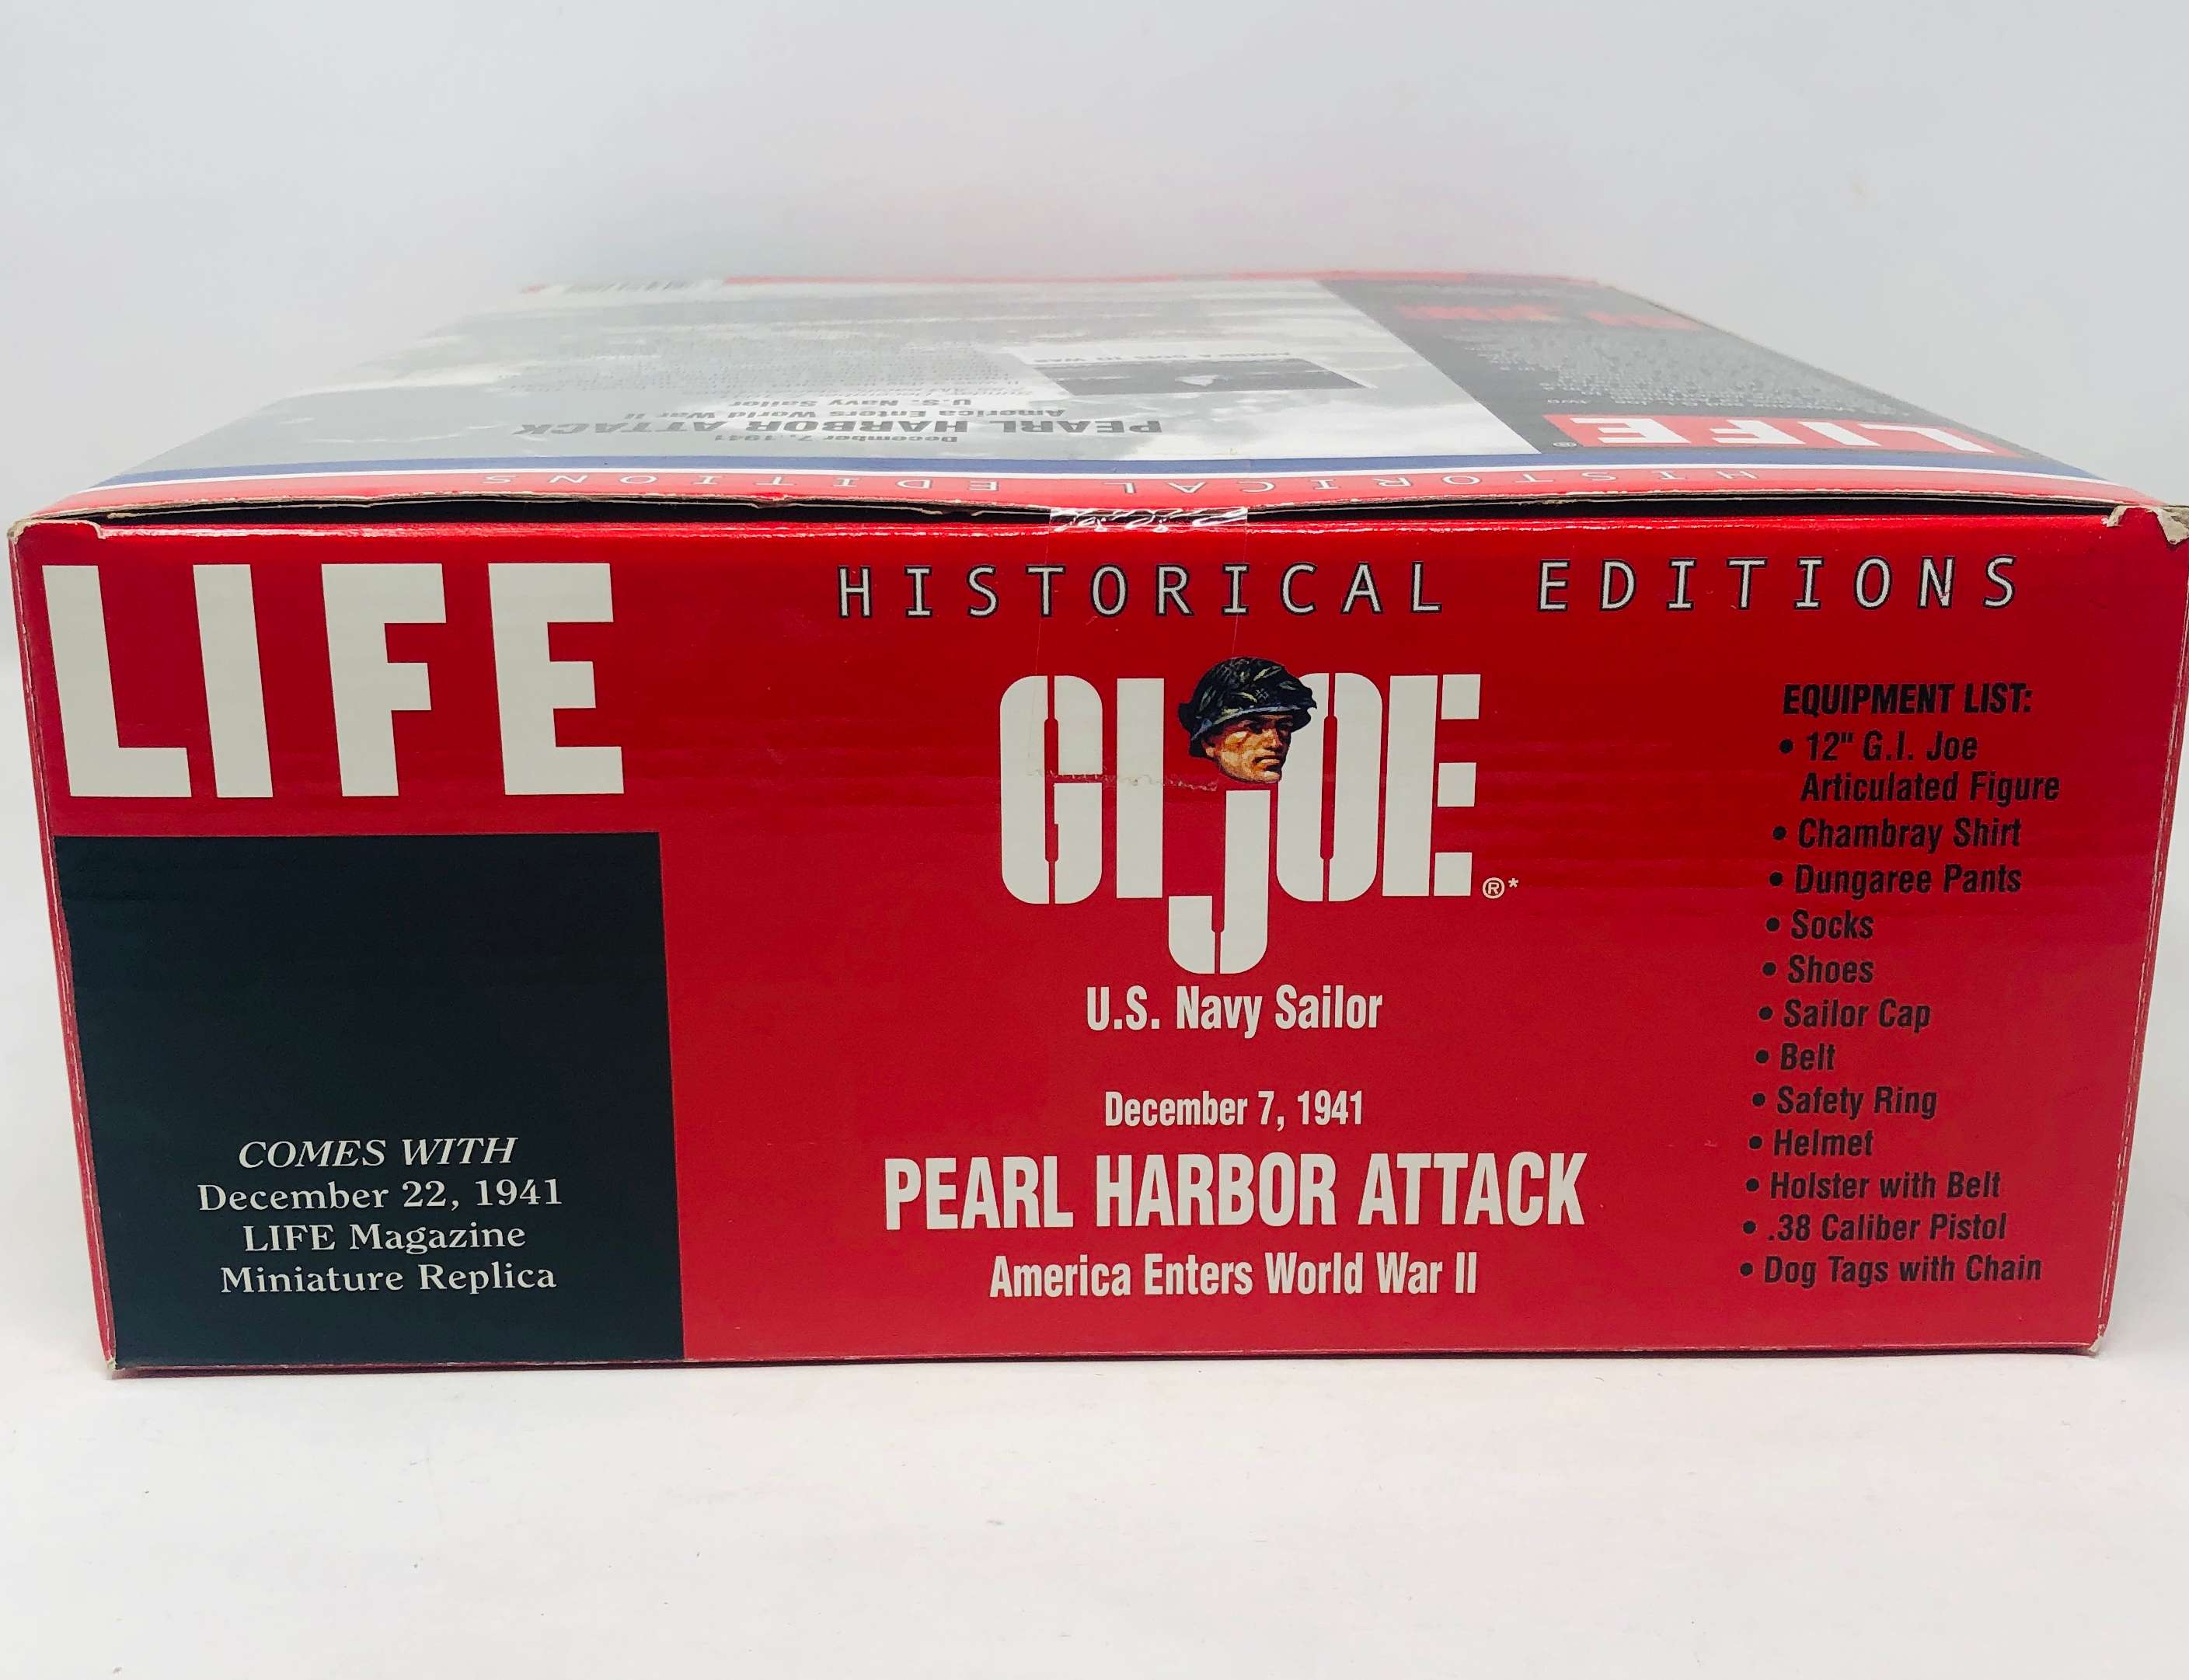 HISTORICAL EDITIONS
LIFE®
December 7, 1941
PEARL HARBOR ATTACK
America Enters World War II
U.S. Navy Sailor
LIFE
HISTORICAL EDITIONS
GI JOE®*
U.S. Navy Sailor
December 7, 1941
PEARL HARBOR ATTACK
America Enters World War II
COMES WITH
December 22, 1941
LIFE Magazine
Miniature Replica
EQUIPMENT LIST:
• 12" G.I. Joe
Articulated Figure
• Chambray Shirt
• Dungaree Pants
• Socks
• Shoes
• Sailor Cap
• Belt
• Safety Ring
• Helmet
• Holster with Belt
• .38 Caliber Pistol
• Dog Tags with Chain